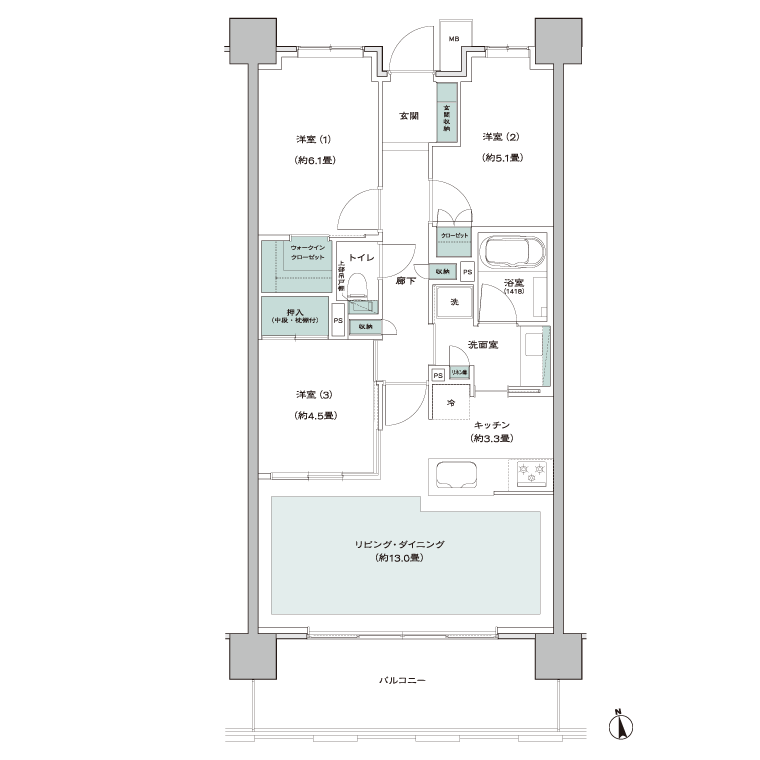 MB
玄関
玄関収納
洋室(1)
(約6.1畳)
洋室(2)
(約5.1畳)
ウォークイン
クローゼット
上部吊戸棚
トイレ
クローゼット
収納
PS
廊下
浴室
(1418)
押入
(中段・枕棚付)
PS
収納
洗
洗面室
PS
リネン庫
洋室(3)
(約4.5畳)
冷
キッチン
(約3.3畳)
リビング・ダイニング
(約13.0畳)
バルコニー
N